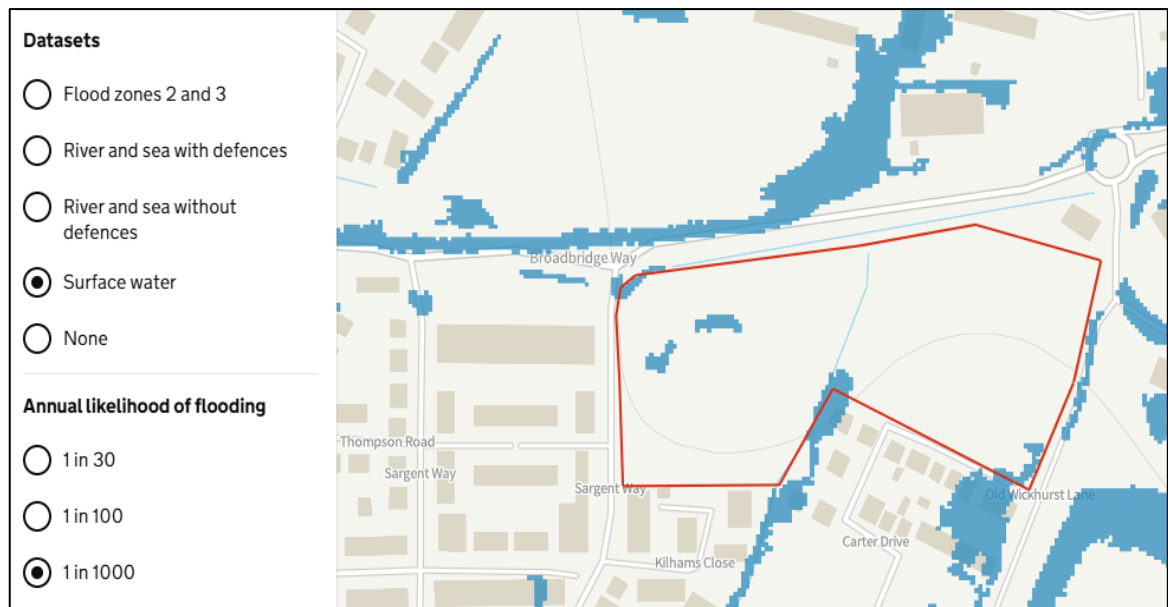 Datasets
Flood zones 2 and 3
River and sea with defences
River and sea without
defences
Surface water
None
Annual likelihood of flooding
1 in 30
1 in 100
1 in 1000
Broadbridge Way
Thompson Road
Sargent Way
Sargent Way
Old Wickhurst Lane
Carter Drive
Kilhams Close